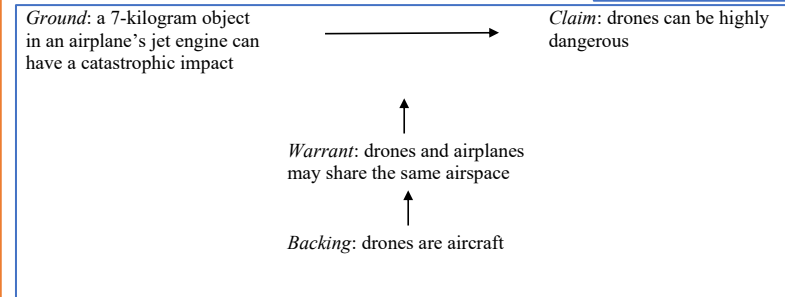 Ground: a 7-kilogram object
in an airplane’s jet engine can
have a catastrophic impact
Claim: drones can be highly
dangerous
Warrant: drones and airplanes
may share the same airspace
Backing: drones are aircraft